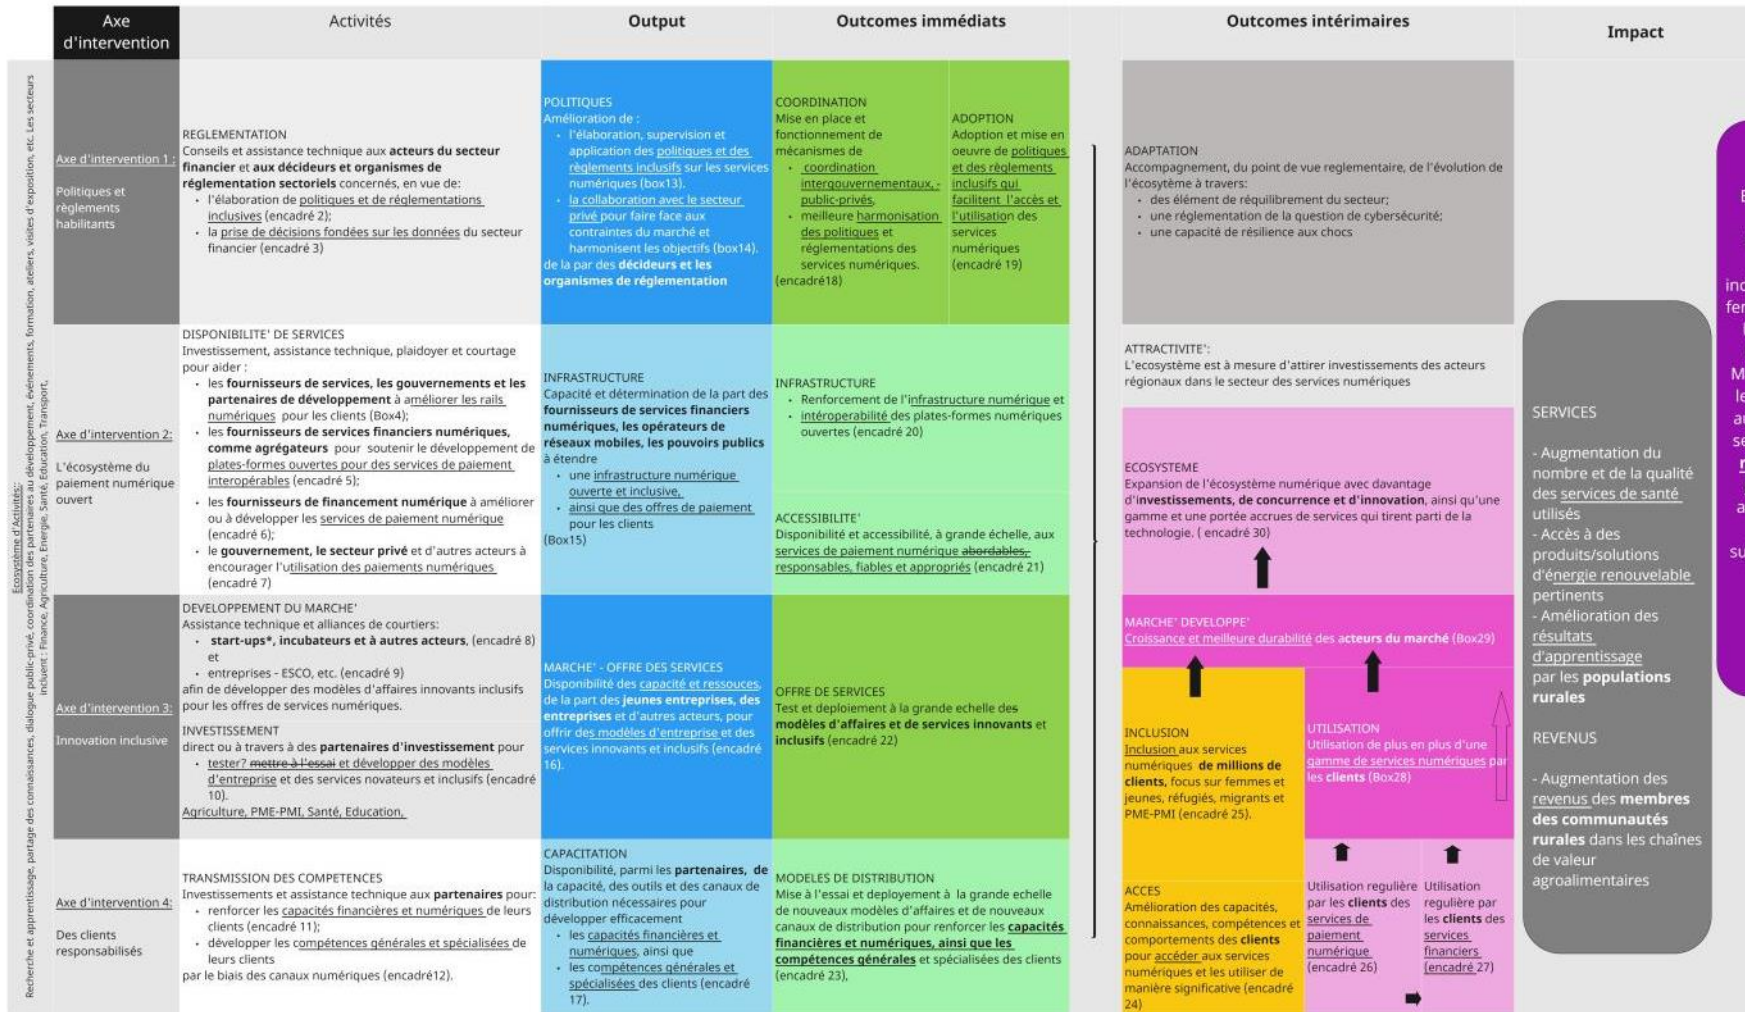 Axe
d'intervention
Activités
Output
Outcomes immédiats
Outcomes intérimaires
Impact
Recherche et apprentissage, partage des connaissances, dialogue public-privé, coordination des partenaires au développement, événements, formation, ateliers, visites d'exposition, etc. Les secteurs
incluent : Finance, Agriculture, Energie, Santé, Education, Transport,
Ecosystème d'Activités:
Axe d'intervention 1 :
Politiques et
règlements
habilitants
REGLEMENTATION
Conseils et assistance technique aux acteurs du secteur
financier et aux décideurs et organismes de
réglementation sectoriels concernés, en vue de:
• l'élaboration de politiques et de réglementations
inclusives (encadré 2);
• la prise de décisions fondées sur les données du secteur
financier (encadré 3)
POLITIQUES
Amélioration de :
• l'élaboration, supervision et
application des politiques et des
règlements inclusifs sur les services
numériques (box13).
• la collaboration avec le secteur
privé pour faire face aux
contraintes du marché et
harmonisent les objectifs (box14).
de la par des décideurs et les
organismes de réglementation
COORDINATION
Mise en place et
fonctionnement de
mécanismes de
• coordination
intergouvernementaux, -
public-privés,
• meilleure harmonisation
des politiques et
réglementations des
services numériques.
(encadré18)
ADOPTION
Adoption et mise en
oeuvre de politiques
et des règlements
inclusifs qui
facilitent l'accès et
l'utilisation des
services
numériques
(encadré 19)
ADAPTATION
Accompagnement, du point de vue reglementaire, de l'évolution de
l'écosytème à travers:
• des élément de requilibrement du secteur;
• une réglementation de la question de cybersécurité;
• une capacité de résilience aux chocs
Axe d'intervention 2:
L'écosystème du
paiement numérique
ouvert
DISPONIBILITE' DE SERVICES
Investissement, assistance technique, plaidoyer et courtage
pour aider :
• les fournisseurs de services, les gouvernements et les
partenaires de développement à améliorer les rails
numériques pour les clients (Box4);
• les fournisseurs de services financiers numériques,
comme agrégateurs pour soutenir le développement de
plates-formes ouvertes pour des services de paiement
interopérables (encadré 5);
• les fournisseurs de financement numérique à améliorer
ou à développer les services de paiement numérique
(encadré 6);
• le gouvernement, le secteur privé et d'autres acteurs à
encourager l'utilisation des paiements numériques
(encadré 7)
INFRASTRUCTURE
Capacité et détermination de la part des
fournisseurs de services financiers
numériques, les opérateurs de
réseaux mobiles, les pouvoirs publics
à étendre
• une infrastructure numérique
ouverte et inclusive,
• ainsi que des offres de paiement
pour les clients
(Box15)
INFRASTRUCTURE
• Renforcement de l'infrastructure numérique et
• intéroperabilité des plates-formes numériques
ouvertes (encadré 20)
ACCESSIBILITE'
Disponibilité et accessibilité, à grande échelle, aux
services de paiement numérique abordables,
responsables, fiables et appropriés (encadré 21)
ATTRACTIVITE':
L'ecosystème est à mesure d'attirer investissements des acteurs
régionaux dans le secteur des services numériques
ECOSYSTEME
Expansion de l'écosystème numérique avec davantage
d'investissements, de concurrence et d'innovation, ainsi qu'une
gamme et une portée accrues de services qui tirent parti de la
technologie. ( encadré 30)
Axe d'intervention 3:
Innovation inclusive
DEVELOPPEMENT DU MARCHE'
Assistance technique et alliances de courtiers:
• start-ups*, incubateurs et à autres acteurs, (encadré 8)
et
• entreprises - ESCO, etc. (encadré 9)
afin de développer des modèles d'affaires innovants inclusifs
pour les offres de services numériques.
INVESTISSEMENT
direct ou à travers à des partenaires d'investissement pour
• tester? mettre à l'essai et développer des modèles
d'entreprise et des services novateurs et inclusifs (encadré
10).
Agriculture, PME-PMI, Santé, Education,
MARCHE' - OFFRE DES SERVICES
Disponibilité des capacité et ressouces,
de la part des jeunes entreprises, des
entreprises et d'autres acteurs, pour
offrir des modèles d'entreprise et des
services innovants et inclusifs (encadré
16).
OFFRE DE SERVICES
Test et deploiement à la grande echelle des
modèles d'affaires et de services innovants et
inclusifs (encadré 22)
MARCHE' DEVELOPPE'
Croissance et meilleure durabilité des acteurs du marché (Box29)
INCLUSION
Inclusion aux services
numériques de millions de
clients, focus sur femmes et
jeunes, réfugiés, migrants et
PME-PMI (encadré 25).
UTILISATION
Utilisation de plus en plus d'une
gamme de services numériques par
les clients (Box28)
Axe d'intervention 4:
Des clients
responsabilisés
TRANSMISSION DES COMPETENCES
Investissements et assistance technique aux partenaires pour:
• renforcer les capacités financières et numériques de leurs
clients (encadré 11);
• développer les compétences générales et spécialisées de
leurs clients
par le biais des canaux numériques (encadré12).
CAPACITATION
Disponibilité, parmi les partenaires, de
la capacité, des outils et des canaux de
distribution nécessaires pour
développer efficacement
• les capacités financières et
numériques, ainsi que
• les compétences générales et
spécialisées des clients (encadré
17).
MODELES DE DISTRIBUTION
Mise à l'essai et deployement à la grande echelle
de nouveaux modèles d'affaires et de nouveaux
canaux de distribution pour renforcer les capacités
financières et numériques, ainsi que les
compétences générales et spécialisées des clients
(encadré 23),
ACCES
Amélioration des capacités,
connaissances, compétences et
comportements des clients
pour accéder aux services
numériques et les utiliser de
manière significative (encadré
24)
Utilisation regulière
par les clients des
services de
paiement
numérique
(encadré 26)
Utilisation
regulière par
les clients des
services
financiers
(encadré 27)
SERVICES
- Augmentation du
nombre et de la qualité
des services de santé
utilisés
- Accès à des
produits/solutions
d'énergie renouvelable
pertinents
- Amélioration des
résultats
d'apprentissage
par les populations
rurales
REVENUS
- Augmentation des
revenus des membres
des communautés
rurales dans les chaînes
de valeur
agroalimentaires